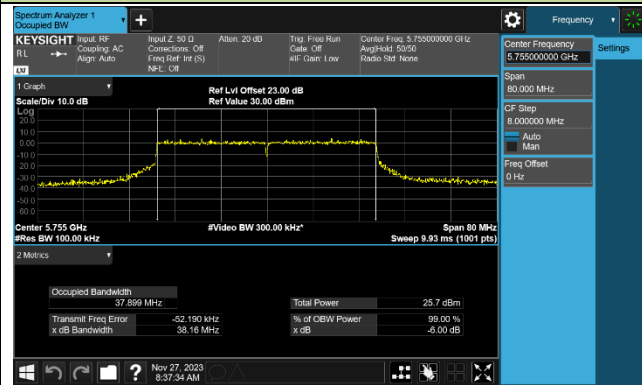 Spectrum Analyzer 1
Occupied BW
+
Frequency
KEYSIGHT
RL
LXI
Input: RF
Coupling: AC
Align: Auto
Input Z: 50 Ω
Corrections: Off
Freq Ref: Int (S)
NFE: Off
Atten: 20 dB
Trig: Free Run
Gate: Off
#IF Gain: Low
Center Freq: 5.755000000 GHz
Avg|Hold: 50/50
Radio Std: None
Center Frequency
5.755000000 GHz
Settings
Span
80.000 MHz
CF Step
8.000000 MHz
Auto
Man
Freq Offset
0 Hz
1 Graph
Scale/Div 10.0 dB
Ref Lvl Offset 23.00 dB
Ref Value 30.00 dBm
Log
20.0
10.0
0.00
-10.0
-20.0
-30.0
-40.0
-50.0
-60.0
Center 5.755 GHz
#Res BW 100.00 kHz
#Video BW 300.00 kHz*
Span 80 MHz
Sweep 9.93 ms (1001 pts)
2 Metrics
Occupied Bandwidth
37.899 MHz
Total Power 25.7 dBm
Transmit Freq Error -52.190 kHz
% of OBW Power 99.00 %
x dB Bandwidth 38.16 MHz
x dB -6.00 dB
?
Nov 27, 2023
8:37:34 AM